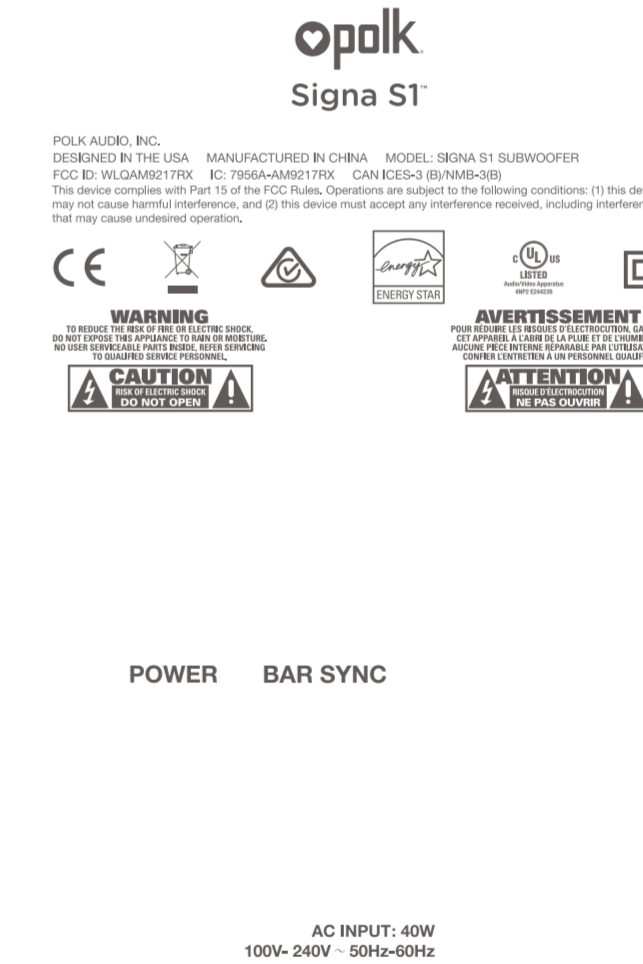 polk
Signa S1™
POLK AUDIO, INC.
DESIGNED IN THE USA MANUFACTURED IN CHINA MODEL: SIGNA S1 SUBWOOFER
FCC ID: WLQAM9217RX IC: 7956A-AM9217RX CAN ICES-3 (B)/NMB-3(B)
This device complies with Part 15 of the FCC Rules. Operations are subject to the following conditions: (1) this de
may not cause harmful interference, and (2) this device must accept any interference received, including interferen
that may cause undesired operation.
CE
energy
ENERGY STAR
C UL US
LISTED
Audio/Video Apparatus
4NP2 E244230
WARNING
TO REDUCE THE RISK OF FIRE OR ELECTRIC SHOCK,
DO NOT EXPOSE THIS APPLIANCE TO RAIN OR MOISTURE.
NO USER SERVICEABLE PARTS INSIDE, REFER SERVICING
TO QUALIFIED SERVICE PERSONNEL.
CAUTION
RISK OF ELECTRIC SHOCK
DO NOT OPEN
AVERTISSEMENT
POUR RÉDUIRE LES RISQUES D'ÉLECTROCUTION, GA
CET APPAREIL À L'ABRI DE LA PLUIE ET DE L'HUMI
AUCUNE PIÈCE INTERNE RÉPARABLE PAR L'UTILISA
CONFIER L'ENTRETIEN À UN PERSONNEL QUALIF
ATTENTION
RISQUE D'ÉLECTROCUTION
NE PAS OUVRIR
POWER BAR SYNC
AC INPUT: 40W
100V- 240V ~ 50Hz-60Hz